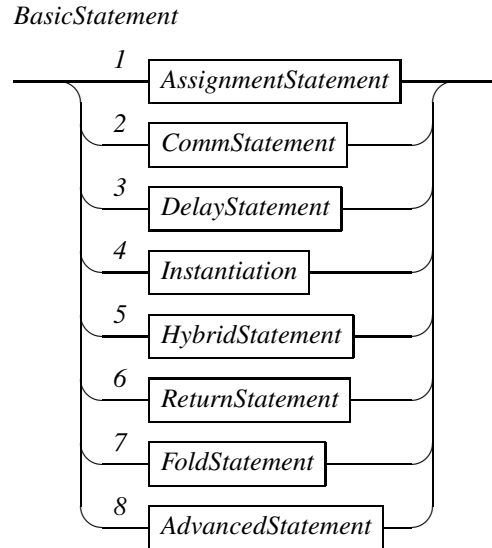 BasicStatement
1 AssignmentStatement
2 CommStatement
3 DelayStatement
4 Instantiation
5 HybridStatement
6 ReturnStatement
7 FoldStatement
8 AdvancedStatement